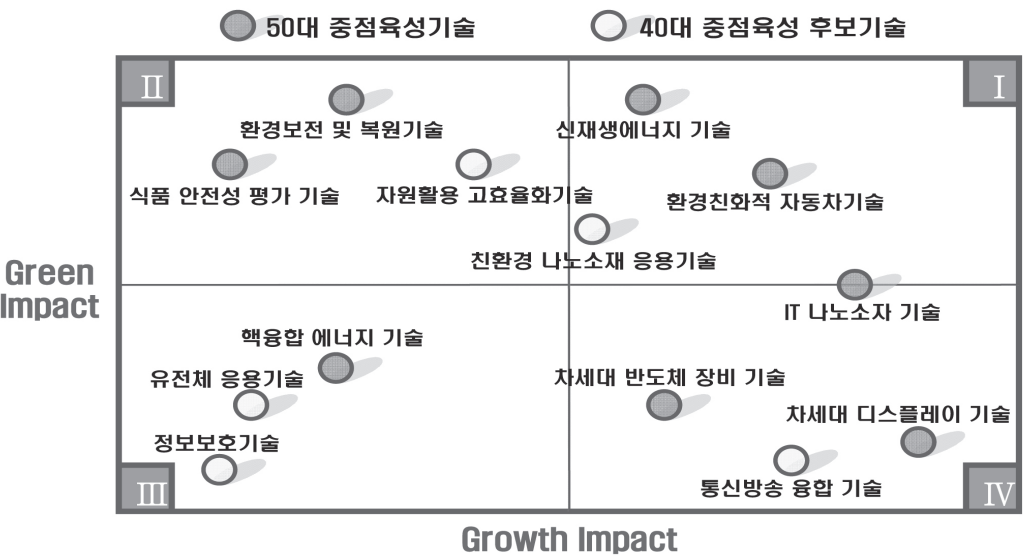 50대 중점육성기술
40대 중점육성 후보기술
II
I
환경보전 및 복원기술
신재생에너지 기술
식품 안전성 평가 기술
자원활용 고효율화기술
환경친화적 자동차기술
친환경 나노소재 응용기술
Green
Impact
IT 나노소자 기술
핵융합 에너지 기술
유전체 응용기술
차세대 반도체 장비 기술
차세대 디스플레이 기술
정보보호기술
통신방송 융합 기술
III
IV
Growth Impact